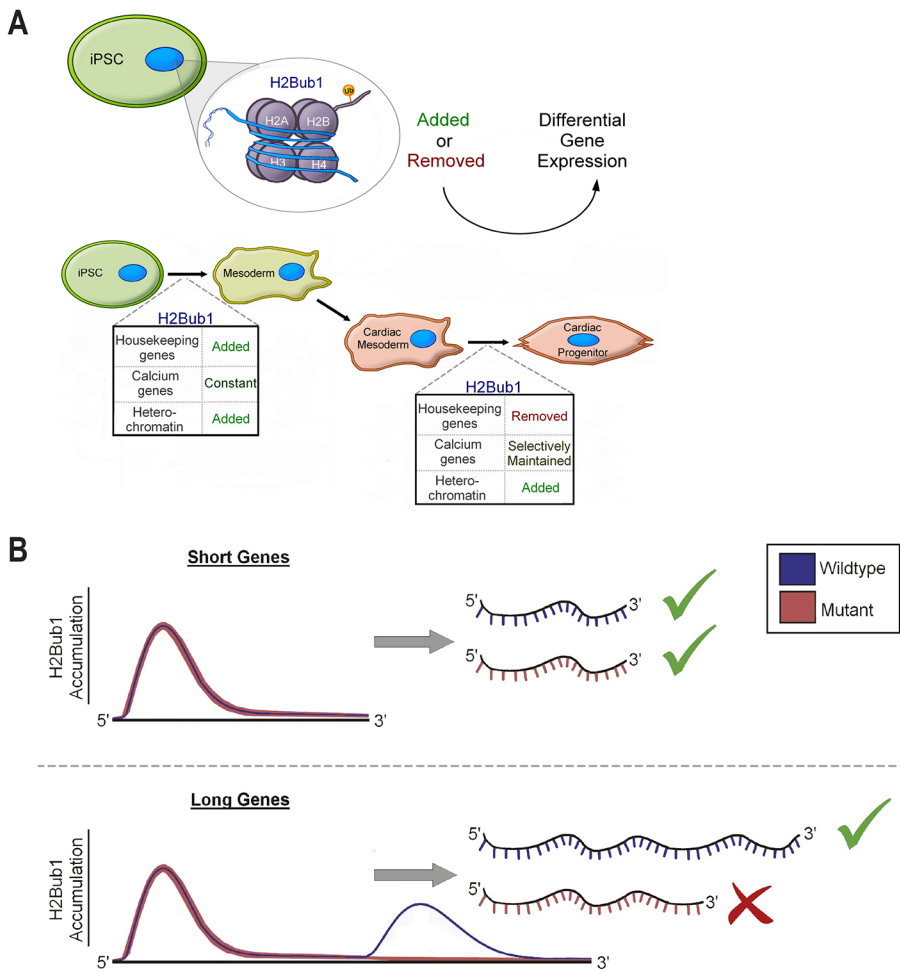 A
iPSC
H2Bub1
Ub
H2A
H2B
H3
H4
Added
or
Removed
Differential
Gene
Expression
iPSC
Mesoderm
Cardiac
Mesoderm
Cardiac
Progenitor
H2Bub1
Housekeeping
genes
Added
Calcium
genes
Constant
Hetero-
chromatin
Added
H2Bub1
Housekeeping
genes
Removed
Calcium
genes
Selectively
Maintained
Hetero-
chromatin
Added
B
Short Genes
Wildtype
Mutant
H2Bub1
Accumulation
5'
3'
5'
3'
5'
3'
Long Genes
H2Bub1
Accumulation
5'
3'
5'
3'
5'
3'